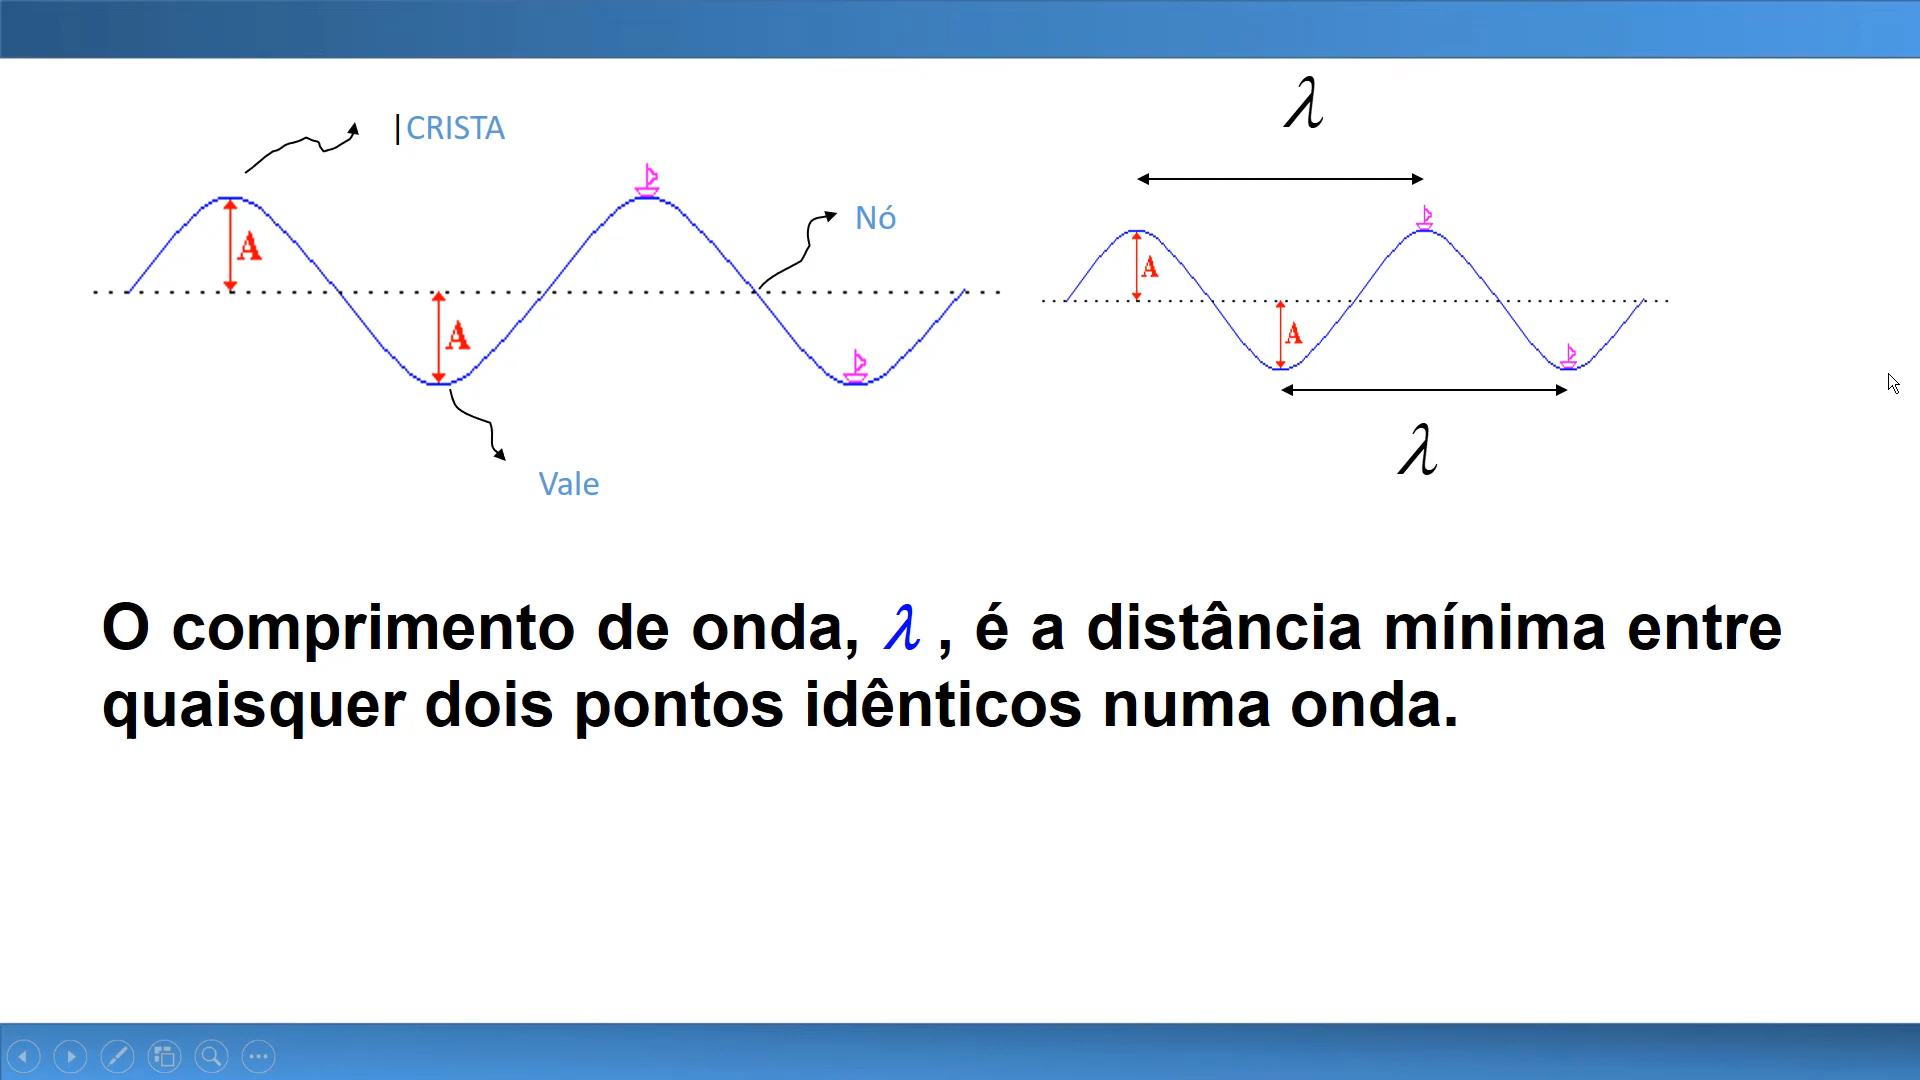 |CRISTA
A
A
Nó
Vale
λ
A
A
λ
O comprimento de onda, λ , é a distância mínima entre
quaisquer dois pontos idênticos numa onda.